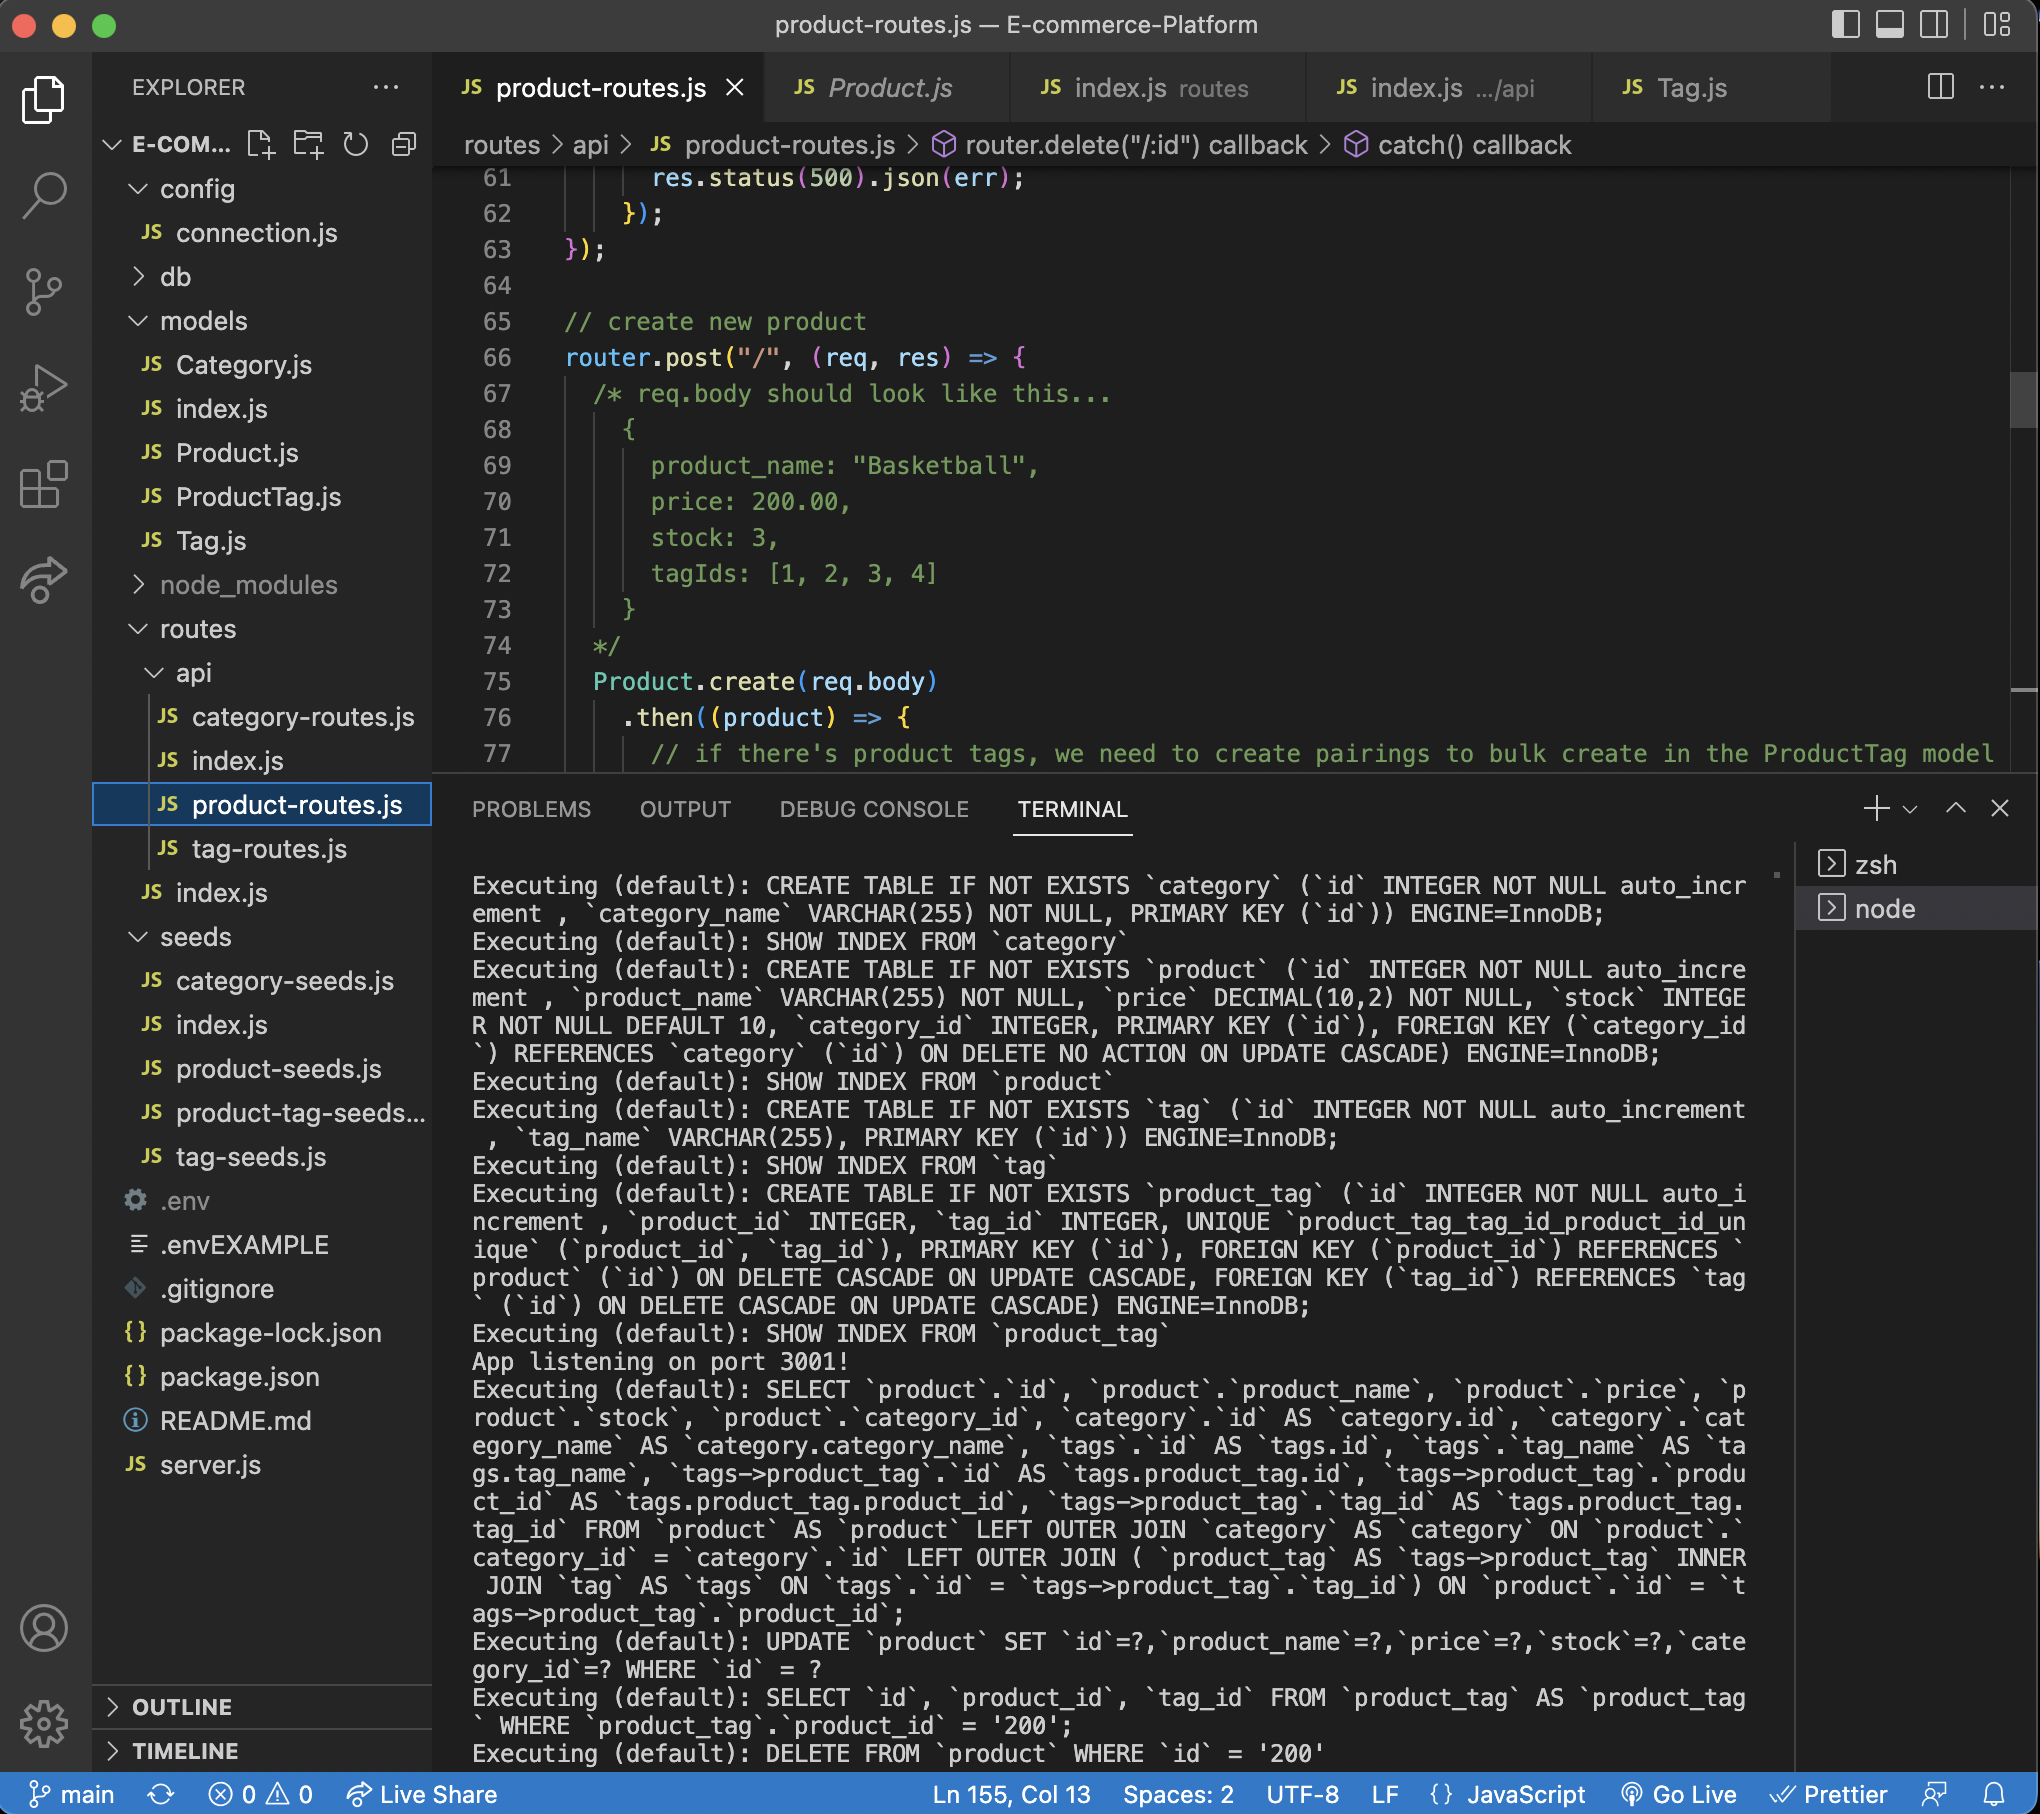 product-routes.js — E-commerce-Platform
EXPLORER
E-COM...
config
JS connection.js
db
models
JS Category.js
JS index.js
JS Product.js
JS ProductTag.js
JS Tag.js
node_modules
routes
api
JS category-routes.js
JS index.js
JS product-routes.js
JS tag-routes.js
JS index.js
seeds
JS category-seeds.js
JS index.js
JS product-seeds.js
JS product-tag-seeds...
JS tag-seeds.js
.env
.envEXAMPLE
.gitignore
{} package-lock.json
{} package.json
README.md
JS server.js
OUTLINE
TIMELINE
JS product-routes.js JS Product.js JS index.js routes JS index.js .../api JS Tag.js
routes > api > JS product-routes.js > router.delete("/:id") callback > catch() callback
61 res.status(500).json(err);
62 });
63 });
64
65 // create new product
66 router.post("/", (req, res) => {
67 /* req.body should look like this...
68 {
69 product_name: "Basketball",
70 price: 200.00,
71 stock: 3,
72 tagIds: [1, 2, 3, 4]
73 }
74 */
75 Product.create(req.body)
76 .then((product) => {
77 // if there's product tags, we need to create pairings to bulk create in the ProductTag model
PROBLEMS OUTPUT DEBUG CONSOLE TERMINAL
zsh
node
Executing (default): CREATE TABLE IF NOT EXISTS `category` (`id` INTEGER NOT NULL auto_incr
ement , `category_name` VARCHAR(255) NOT NULL, PRIMARY KEY (`id`)) ENGINE=InnoDB;
Executing (default): SHOW INDEX FROM `category`
Executing (default): CREATE TABLE IF NOT EXISTS `product` (`id` INTEGER NOT NULL auto_incre
ment , `product_name` VARCHAR(255) NOT NULL, `price` DECIMAL(10,2) NOT NULL, `stock` INTEGE
R NOT NULL DEFAULT 10, `category_id` INTEGER, PRIMARY KEY (`id`), FOREIGN KEY (`category_id
`) REFERENCES `category` (`id`) ON DELETE NO ACTION ON UPDATE CASCADE) ENGINE=InnoDB;
Executing (default): SHOW INDEX FROM `product`
Executing (default): CREATE TABLE IF NOT EXISTS `tag` (`id` INTEGER NOT NULL auto_increment
 , `tag_name` VARCHAR(255), PRIMARY KEY (`id`)) ENGINE=InnoDB;
Executing (default): SHOW INDEX FROM `tag`
Executing (default): CREATE TABLE IF NOT EXISTS `product_tag` (`id` INTEGER NOT NULL auto_i
ncrement , `product_id` INTEGER, `tag_id` INTEGER, UNIQUE `product_tag_tag_id_product_id_un
ique` (`product_id`, `tag_id`), PRIMARY KEY (`id`), FOREIGN KEY (`product_id`) REFERENCES `
product` (`id`) ON DELETE CASCADE ON UPDATE CASCADE, FOREIGN KEY (`tag_id`) REFERENCES `tag
` (`id`) ON DELETE CASCADE ON UPDATE CASCADE) ENGINE=InnoDB;
Executing (default): SHOW INDEX FROM `product_tag`
App listening on port 3001!
Executing (default): SELECT `product`.`id`, `product`.`product_name`, `product`.`price`, `p
roduct`.`stock`, `product`.`category_id`, `category`.`id` AS `category.id`, `category`.`cat
egory_name` AS `category.category_name`, `tags`.`id` AS `tags.id`, `tags`.`tag_name` AS `ta
gs.tag_name`, `tags->product_tag`.`id` AS `tags.product_tag.id`, `tags->product_tag`.`produ
ct_id` AS `tags.product_tag.product_id`, `tags->product_tag`.`tag_id` AS `tags.product_tag.
tag_id` FROM `product` AS `product` LEFT OUTER JOIN `category` AS `category` ON `product`.`
category_id` = `category`.`id` LEFT OUTER JOIN ( `product_tag` AS `tags->product_tag` INNER
 JOIN `tag` AS `tags` ON `tags`.`id` = `tags->product_tag`.`tag_id`) ON `product`.`id` = `t
ags->product_tag`.`product_id`;
Executing (default): UPDATE `product` SET `id`=?,`product_name`=?,`price`=?,`stock`=?,`cate
gory_id`=? WHERE `id` = ?
Executing (default): SELECT `id`, `product_id`, `tag_id` FROM `product_tag` AS `product_tag
` WHERE `product_tag`.`product_id` = '200';
Executing (default): DELETE FROM `product` WHERE `id` = '200'
main 0 0 Live Share Ln 155, Col 13 Spaces: 2 UTF-8 LF {} JavaScript Go Live Prettier